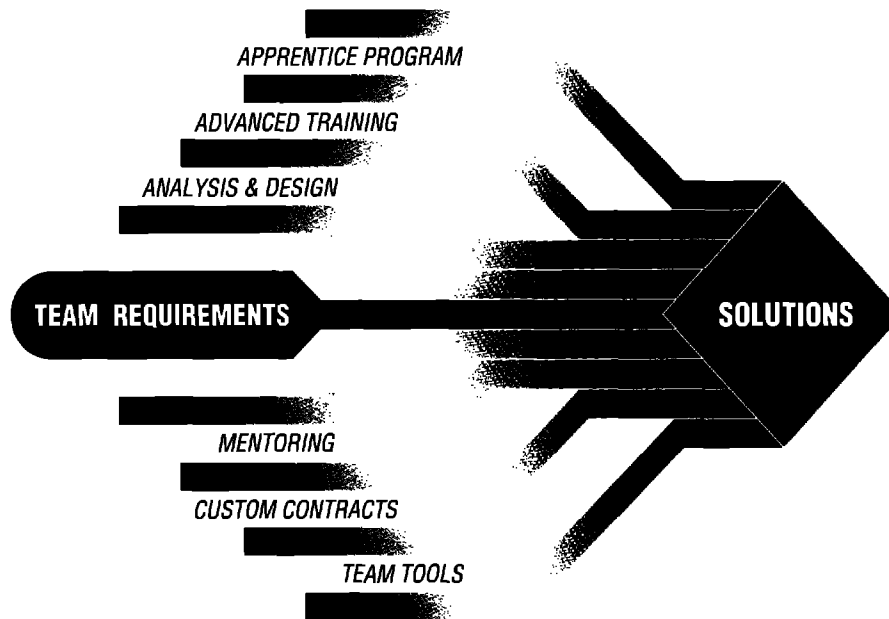 APPRENTICE PROGRAM
ADVANCED TRAINING
ANALYSIS & DESIGN
TEAM REQUIREMENTS
SOLUTIONS
MENTORING
CUSTOM CONTRACTS
TEAM TOOLS